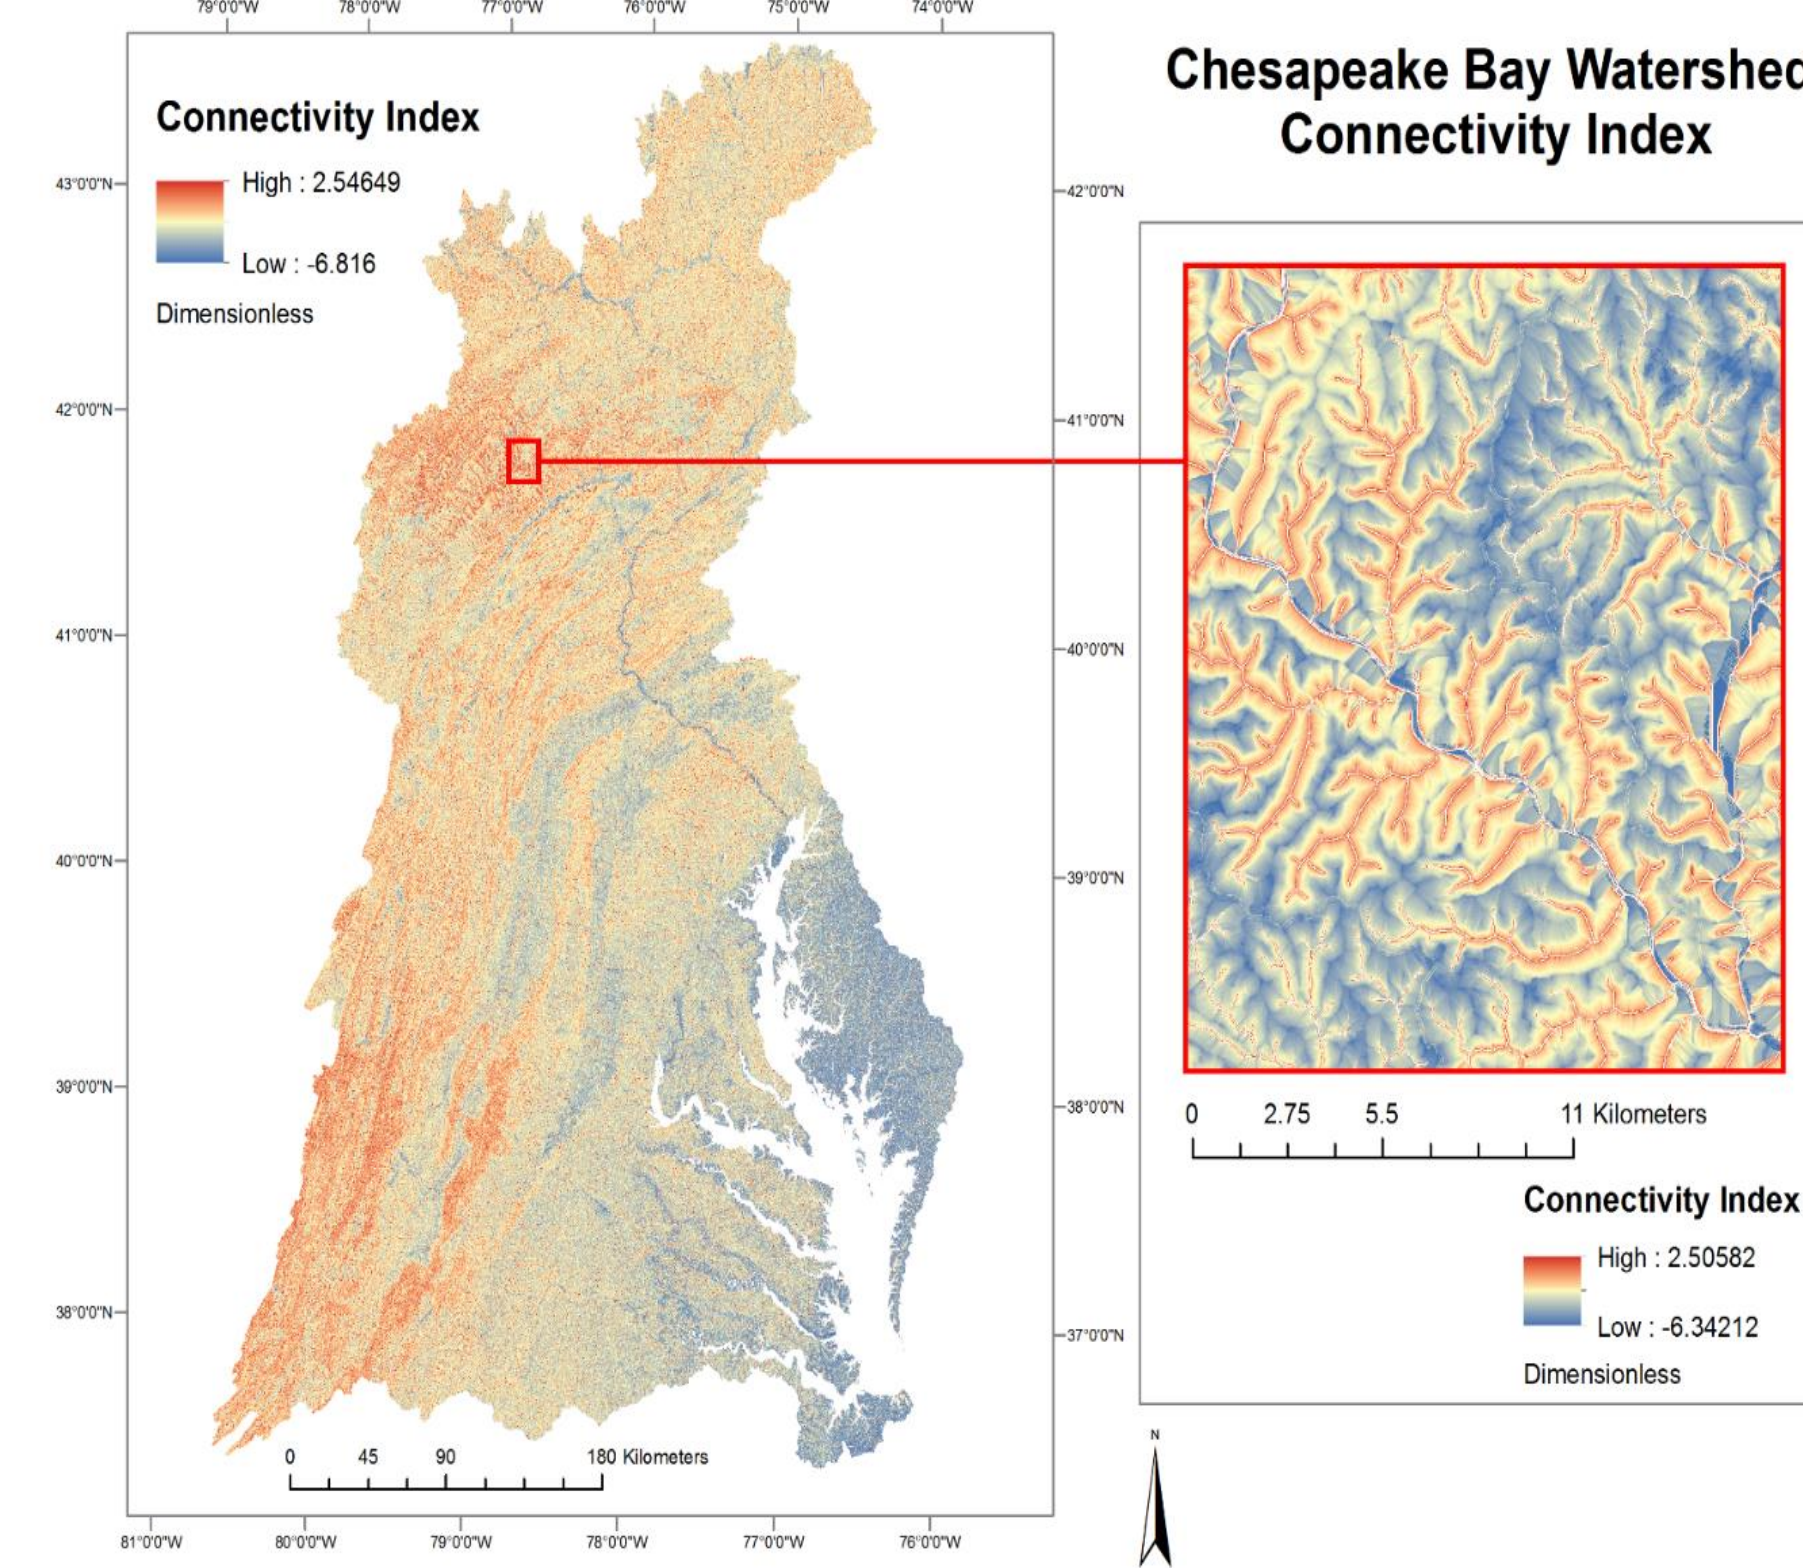 79°0'0"W 78°0'0"W 77°0'0"W 76°0'0"W 75°0'0"W 74°0'0"W
Chesapeake Bay Watershed
Connectivity Index
Connectivity Index
High : 2.54649
Low : -6.816
Dimensionless
43°0'0"N
42°0'0"N
41°0'0"N
40°0'0"N
39°0'0"N
38°0'0"N
42°0'0"N
41°0'0"N
40°0'0"N
39°0'0"N
38°0'0"N
37°0'0"N
0 2.75 5.5 11 Kilometers
Connectivity Index
High : 2.50582
Low : -6.34212
Dimensionless
N
0 45 90 180 Kilometers
81°0'0"W 80°0'0"W 79°0'0"W 78°0'0"W 77°0'0"W 76°0'0"W